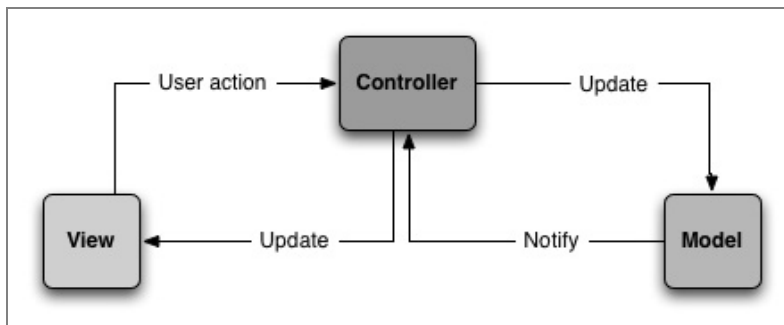 User action
Controller
Update
View
Update
Notify
Model